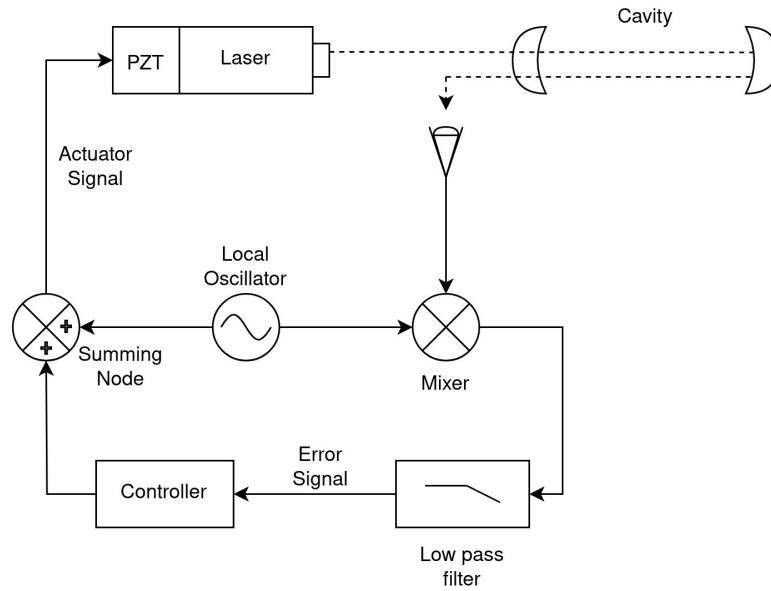 Cavity
PZT
Laser
Actuator
Signal
Local
Oscillator
Summing
Node
Mixer
Error
Signal
Controller
Low pass
filter